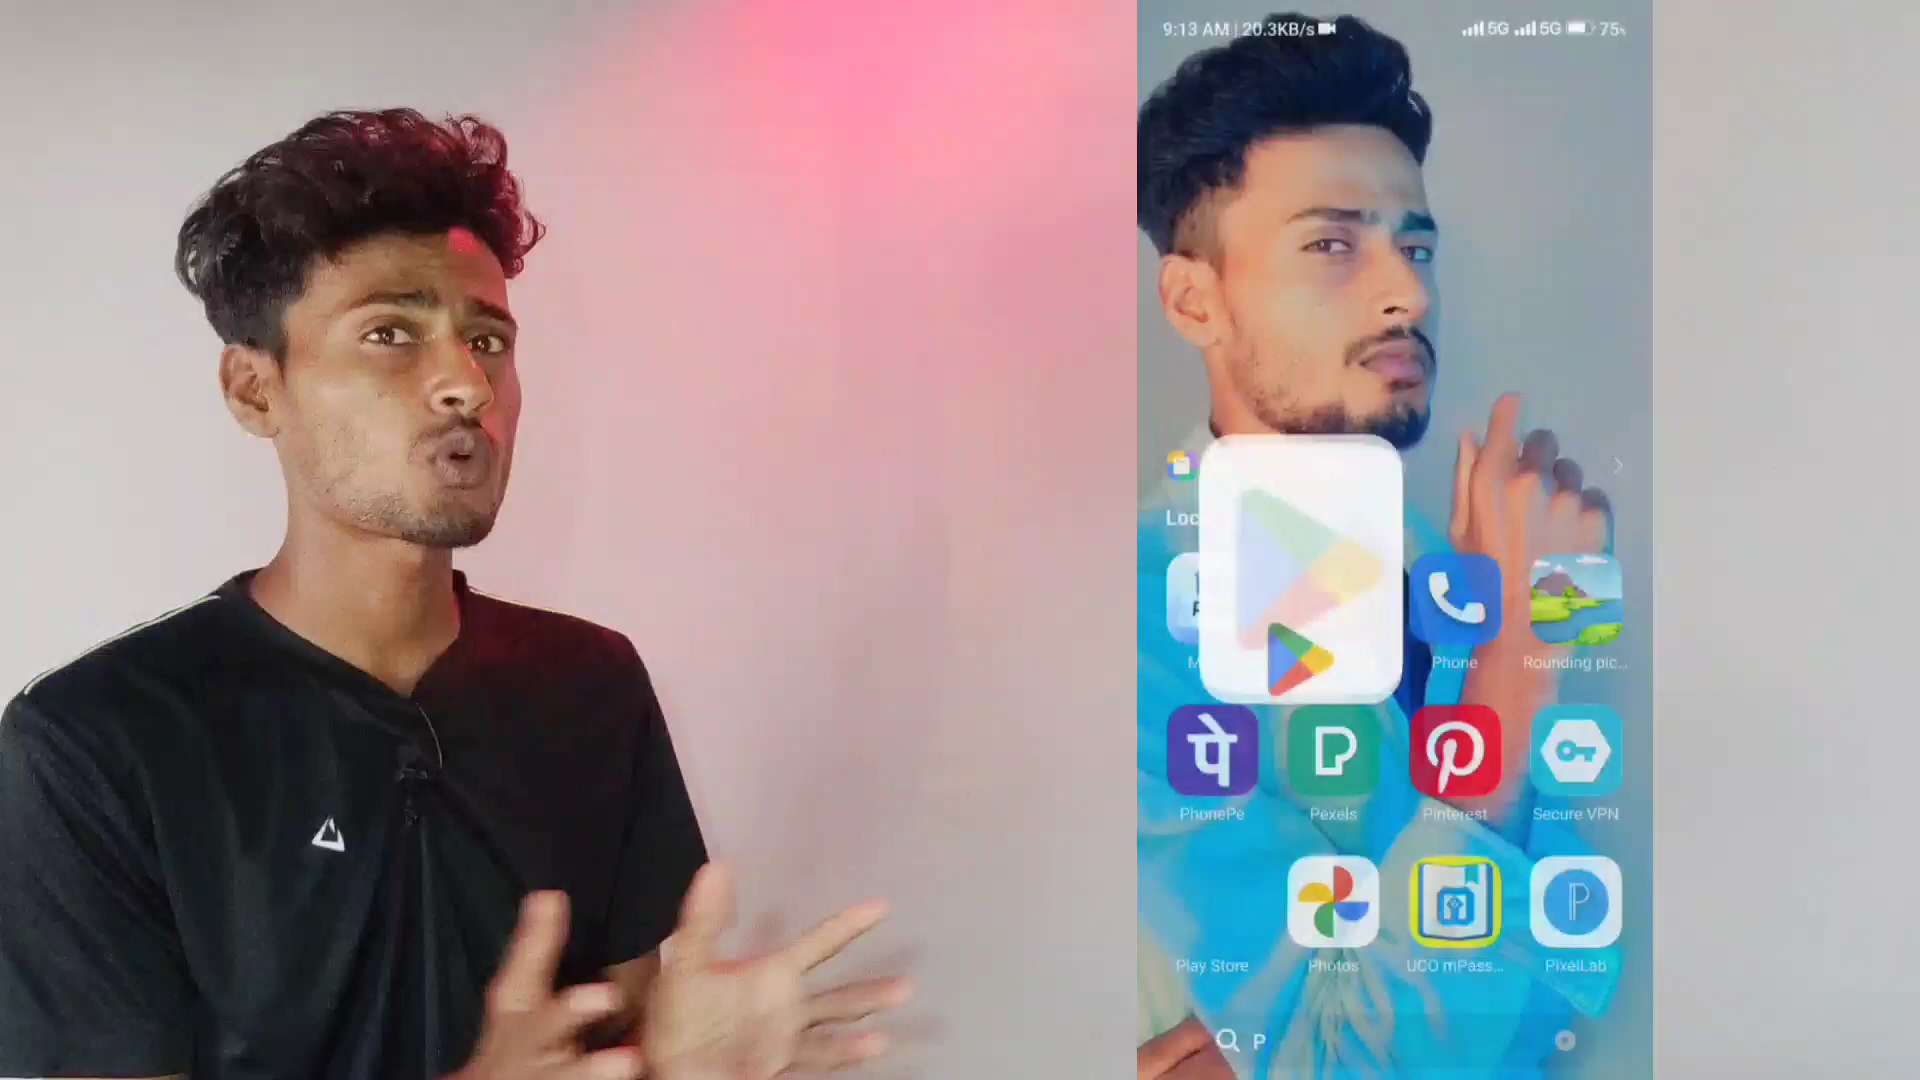 9:13 AM | 20.3KB/s 5G 5G 75%
Loc
Phone Rounding pic...
पे
PhonePe Pexels Pinterest Secure VPN
Play Store Photos UCO mPass... PixelLab
P